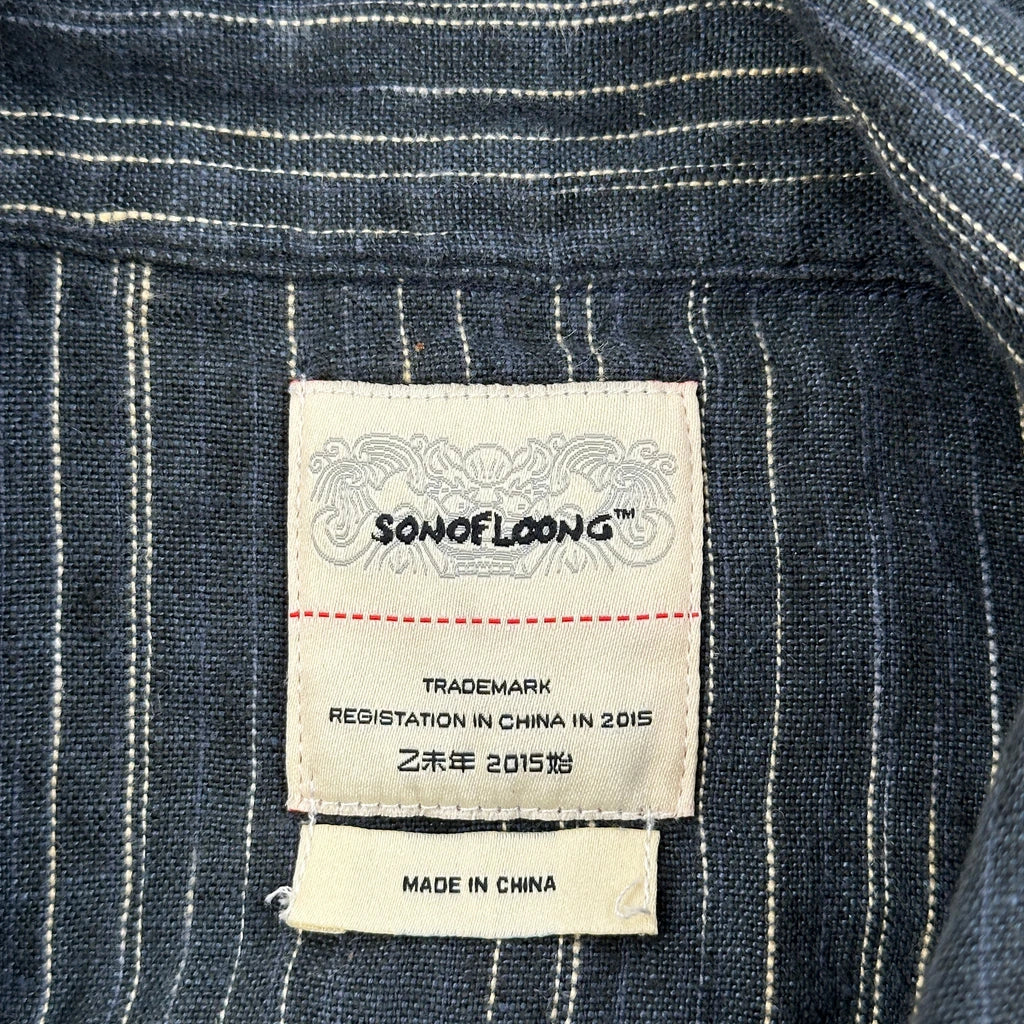 SONOFLOONG™
TRADEMARK
REGISTATION IN CHINA IN 2015
乙未年 2015始
MADE IN CHINA